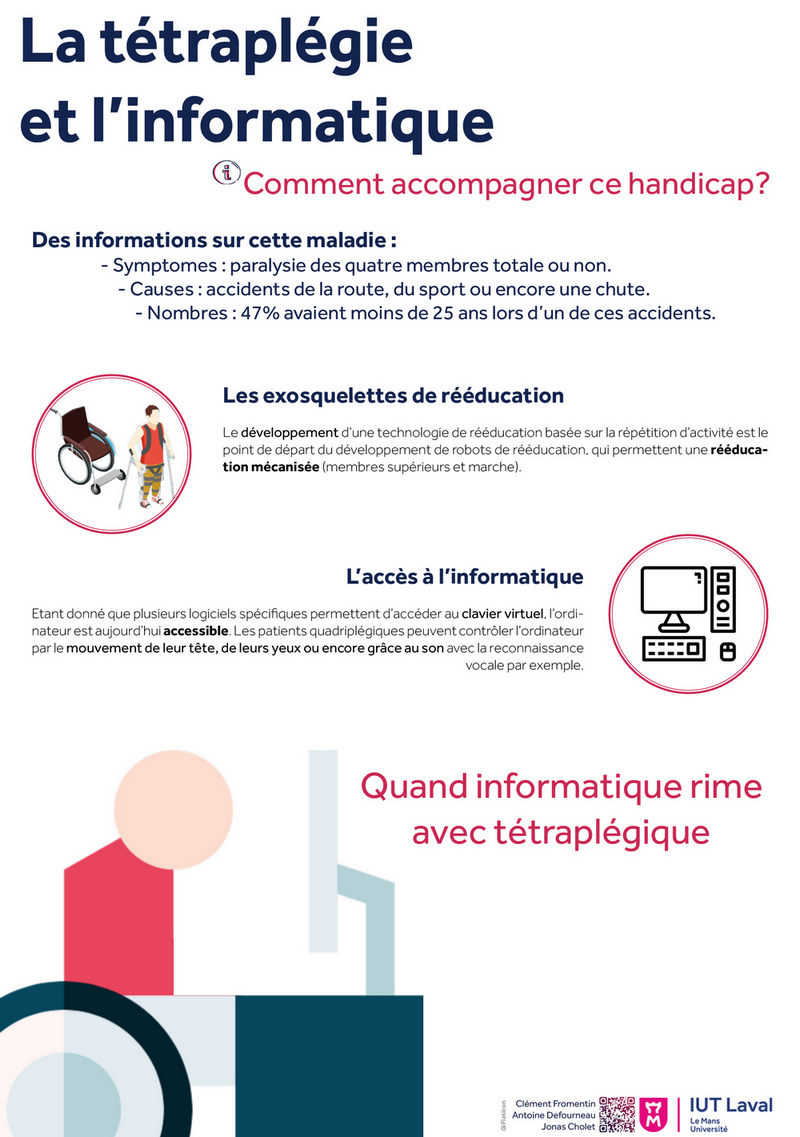 La tétraplégie
et l'informatique
Comment accompagner ce handicap?
Des informations sur cette maladie :
- Symptomes : paralysie des quatre membres totale ou non.
- Causes : accidents de la route, du sport ou encore une chute.
- Nombres : 47% avaient moins de 25 ans lors d'un de ces accidents.
Les exosquelettes de rééducation
Le développement d'une technologie de rééducation basée sur la répétition d'activité est le
point de départ du développement de robots de rééducation, qui permettent une rééduca-
tion mécanisée (membres supérieurs et marche).
L'accès à l'informatique
Etant donné que plusieurs logiciels spécifiques permettent d'accéder au clavier virtuel, l'ordi-
nateur est aujourd'hui accessible. Les patients quadriplégiques peuvent contrôler l'ordinateur
par le mouvement de leur tête, de leurs yeux ou encore grâce au son avec la reconnaissance
vocale par exemple.
Quand informatique rime
avec tétraplégique
@Flaticon
Clément Fromentin
Antoine Defourneau
Jonas Cholet
IUT Laval
Le Mans
Université